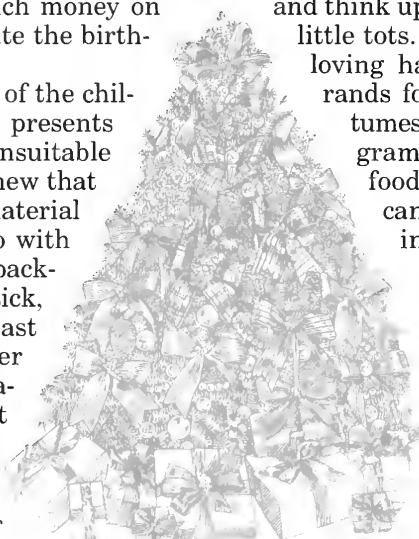 ch money on
te the birth-
of the chil-
presents
nsuitable
new that
aterial
o with
back-
ick,
ast
er
a-
t
and think up
little tots.
loving ha
rands fo
tumes
gram
food
can
in